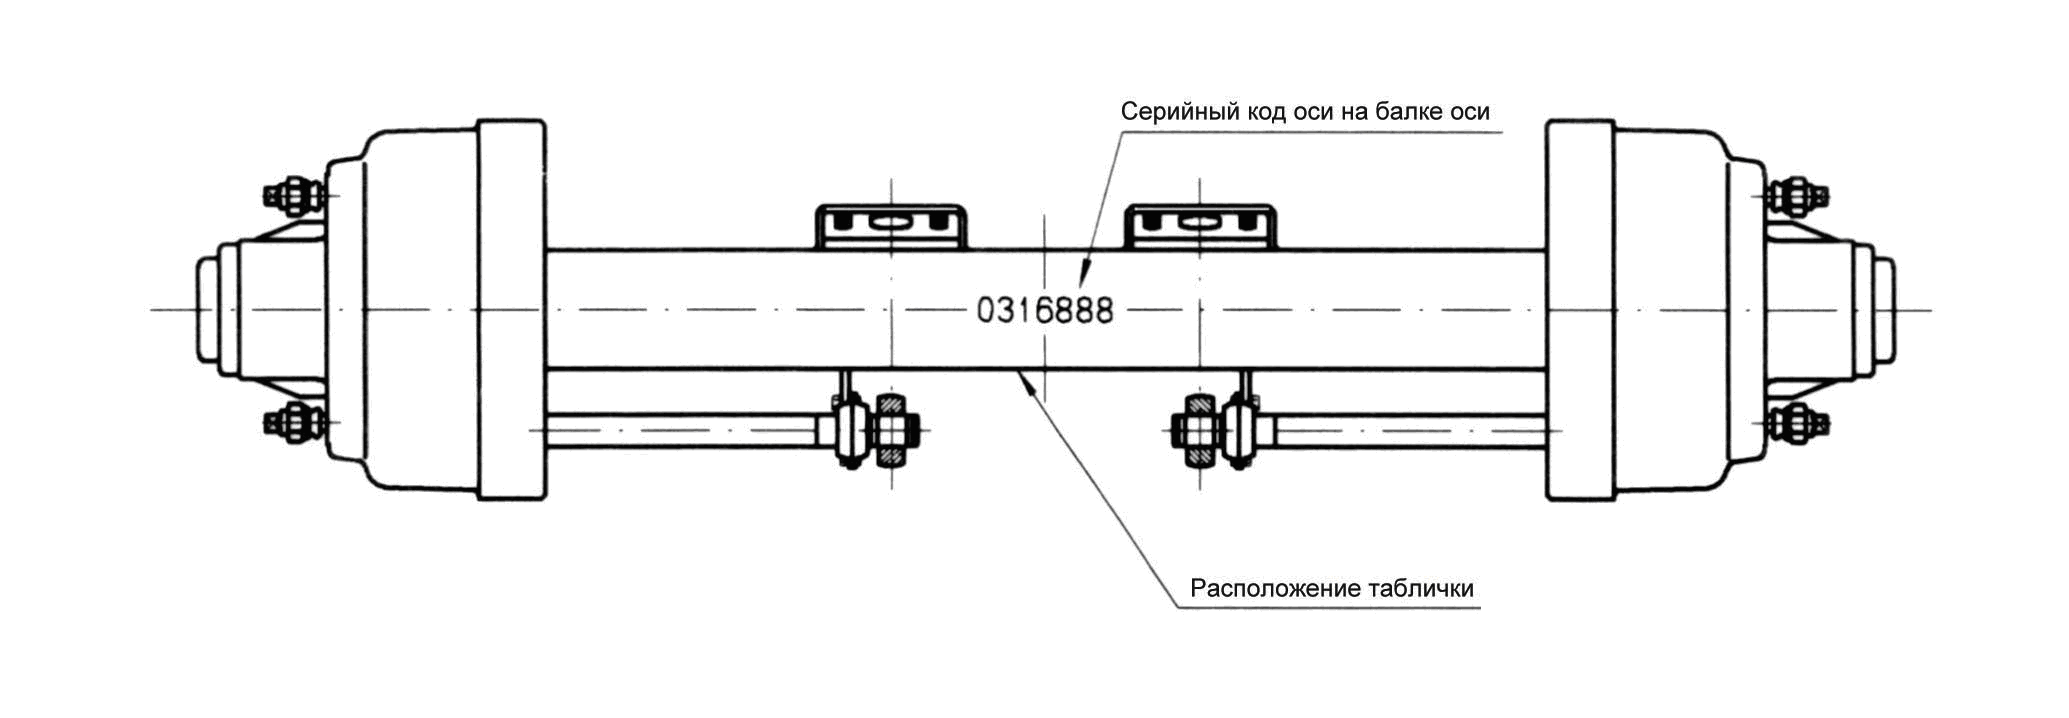 Серийный код оси на балке оси
0316888
Расположение таблички